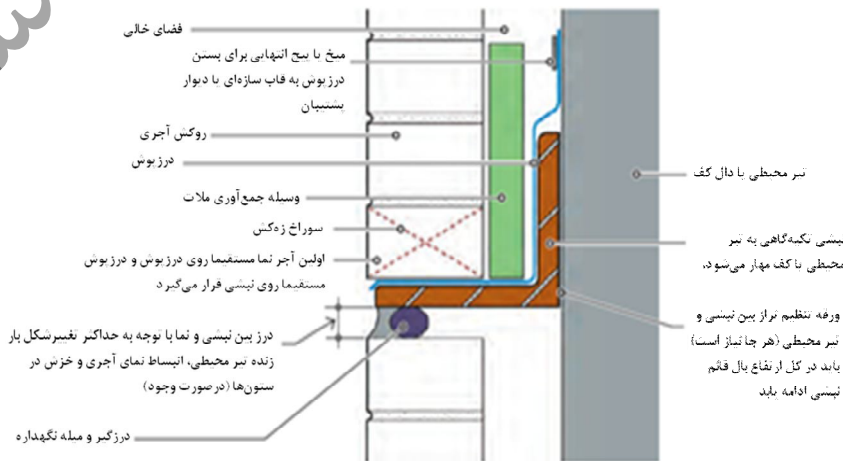 فضای خالی
میخ یا پیچ انتهایی برای بستن
درزپوش به قاب سازه‌ای یا دیوار
پشتیبان
روکش آجری
درزپوش
وسیله جمع‌آوری ملات
سوراخ زه‌کش
اولین آجر نما مستقیما روی درزپوش و درزپوش
مستقیما روی نبشی قرار می‌گیرد
درز بین نبشی و نما با توجه به حداکثر تغییرشکل بار
زنده تیر محیطی، انبساط نمای آجری و خزش در
ستون‌ها (درصورت وجود)
درزگیر و میله نگهداره
تیر محیطی یا دال کف
نبشی تکیه‌گاهی به تیر
محیطی یا کف مهار می‌شود.
ورقه تنظیم تراز بین نبشی و
تیر محیطی (هر جا نیاز است)
باید در کل ارتفاع بال قائم
نبشی ادامه یابد